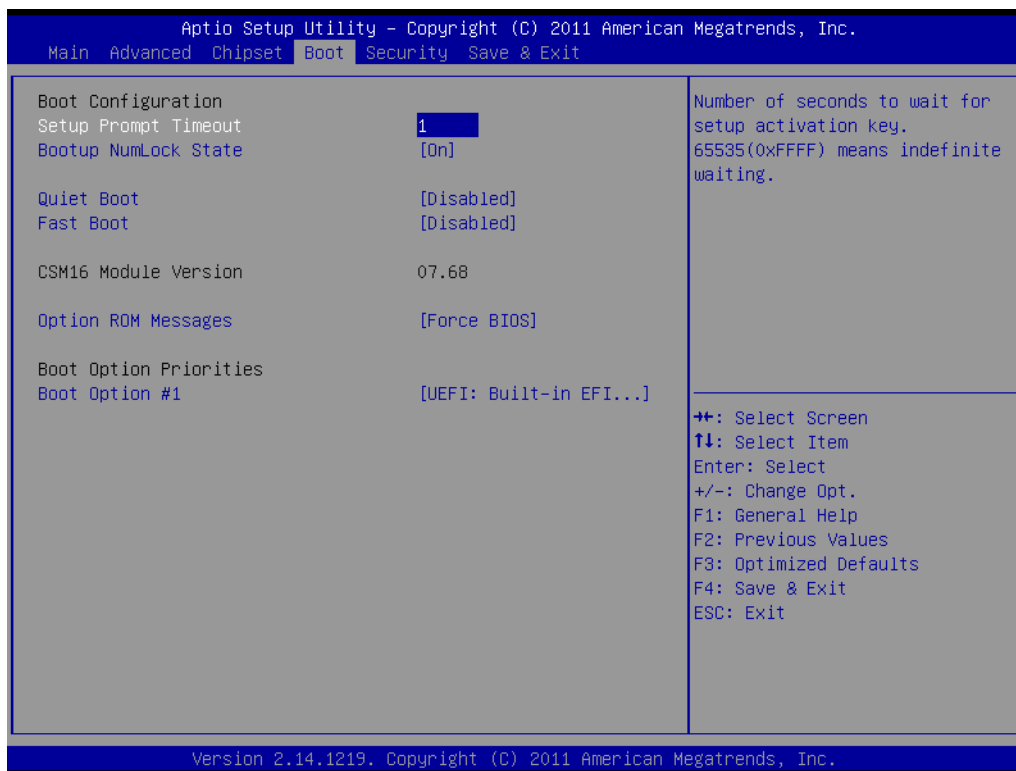 Aptio Setup Utility – Copyright (C) 2011 American Megatrends, Inc.
Main Advanced Chipset Boot Security Save & Exit
Boot Configuration
Setup Prompt Timeout 1
Bootup NumLock State [On]
Quiet Boot [Disabled]
Fast Boot [Disabled]
CSM16 Module Version 07.68
Option ROM Messages [Force BIOS]
Boot Option Priorities
Boot Option #1 [UEFI: Built-in EFI...]
Number of seconds to wait for
setup activation key.
65535(0xFFFF) means indefinite
waiting.
→←: Select Screen
↑↓: Select Item
Enter: Select
+/-: Change Opt.
F1: General Help
F2: Previous Values
F3: Optimized Defaults
F4: Save & Exit
ESC: Exit
Version 2.14.1219. Copyright (C) 2011 American Megatrends, Inc.